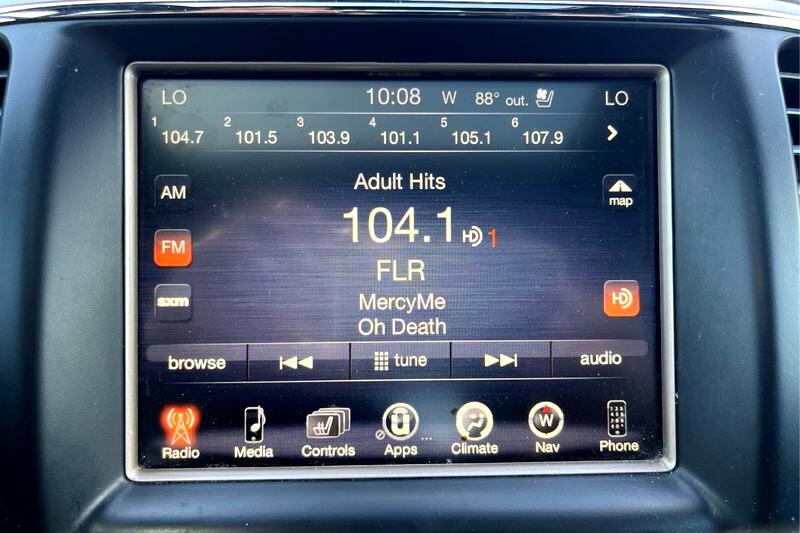 LO 10:08 W 88° out. LO
1 104.7 2 101.5 3 103.9 4 101.1 5 105.1 6 107.9
Adult Hits
AM
map
104.1 HD 1
FM
FLR
sxm
MercyMe
HD
Oh Death
browse tune audio
Radio Media Controls Apps ... Climate W Nav Phone